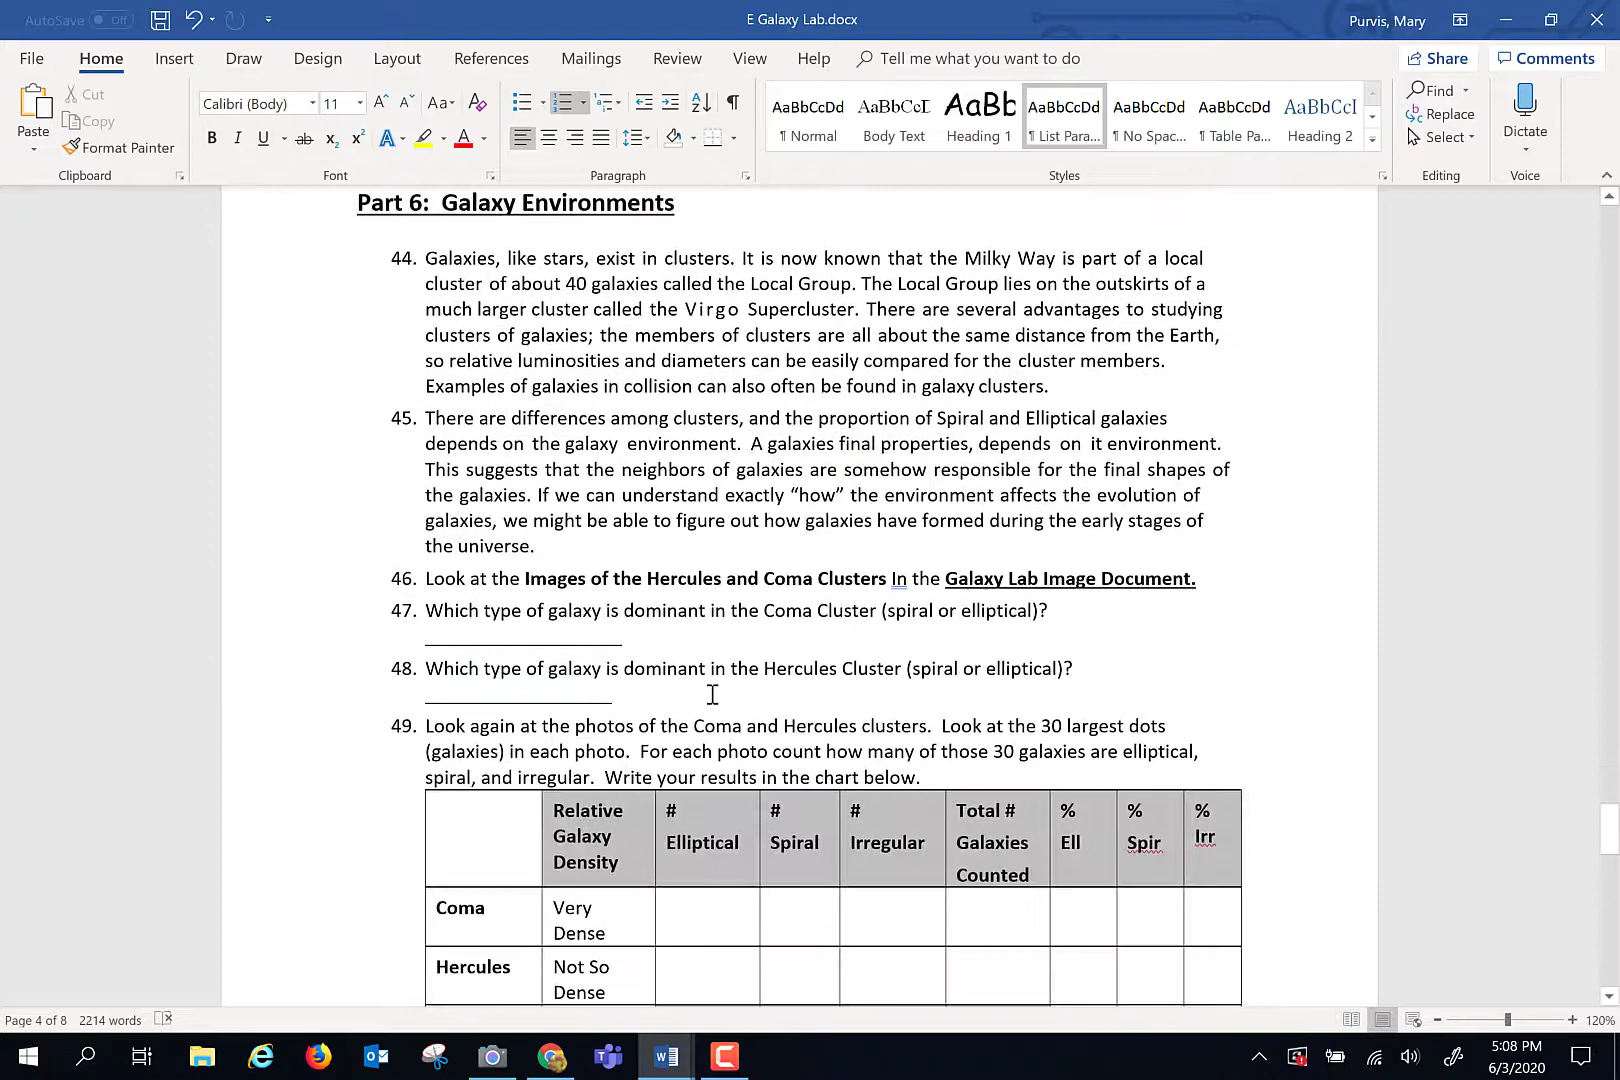 AutoSave Off
E Galaxy Lab.docx
Purvis, Mary
File Home Insert Draw Design Layout References Mailings Review View Help Tell me what you want to do
Share Comments
Paste
Cut
Copy
Format Painter
Clipboard
Calibri (Body) 11
Font
Paragraph
AaBbCcDd AaBbCcI AaBb AaBbCcDd AaBbCcDd AaBbCcDd AaBbCcI
¶ Normal Body Text Heading 1 ¶ List Para... ¶ No Spac... ¶ Table Pa... Heading 2
Styles
Find
Replace
Select
Editing
Dictate
Voice
Part 6: Galaxy Environments
44. Galaxies, like stars, exist in clusters. It is now known that the Milky Way is part of a local
cluster of about 40 galaxies called the Local Group. The Local Group lies on the outskirts of a
much larger cluster called the Virgo Supercluster. There are several advantages to studying
clusters of galaxies; the members of clusters are all about the same distance from the Earth,
so relative luminosities and diameters can be easily compared for the cluster members.
Examples of galaxies in collision can also often be found in galaxy clusters.
45. There are differences among clusters, and the proportion of Spiral and Elliptical galaxies
depends on the galaxy environment. A galaxies final properties, depends on it environment.
This suggests that the neighbors of galaxies are somehow responsible for the final shapes of
the galaxies. If we can understand exactly “how” the environment affects the evolution of
galaxies, we might be able to figure out how galaxies have formed during the early stages of
the universe.
46. Look at the Images of the Hercules and Coma Clusters In the Galaxy Lab Image Document.
47. Which type of galaxy is dominant in the Coma Cluster (spiral or elliptical)?
48. Which type of galaxy is dominant in the Hercules Cluster (spiral or elliptical)?
49. Look again at the photos of the Coma and Hercules clusters. Look at the 30 largest dots
(galaxies) in each photo. For each photo count how many of those 30 galaxies are elliptical,
spiral, and irregular. Write your results in the chart below.
Relative # # # Total # % % %
Galaxy Elliptical Spiral Irregular Galaxies Ell Spir Irr
Density Counted
Coma Very
Dense
Hercules Not So
Dense
Page 4 of 8 2214 words
120%
5:08 PM
6/3/2020